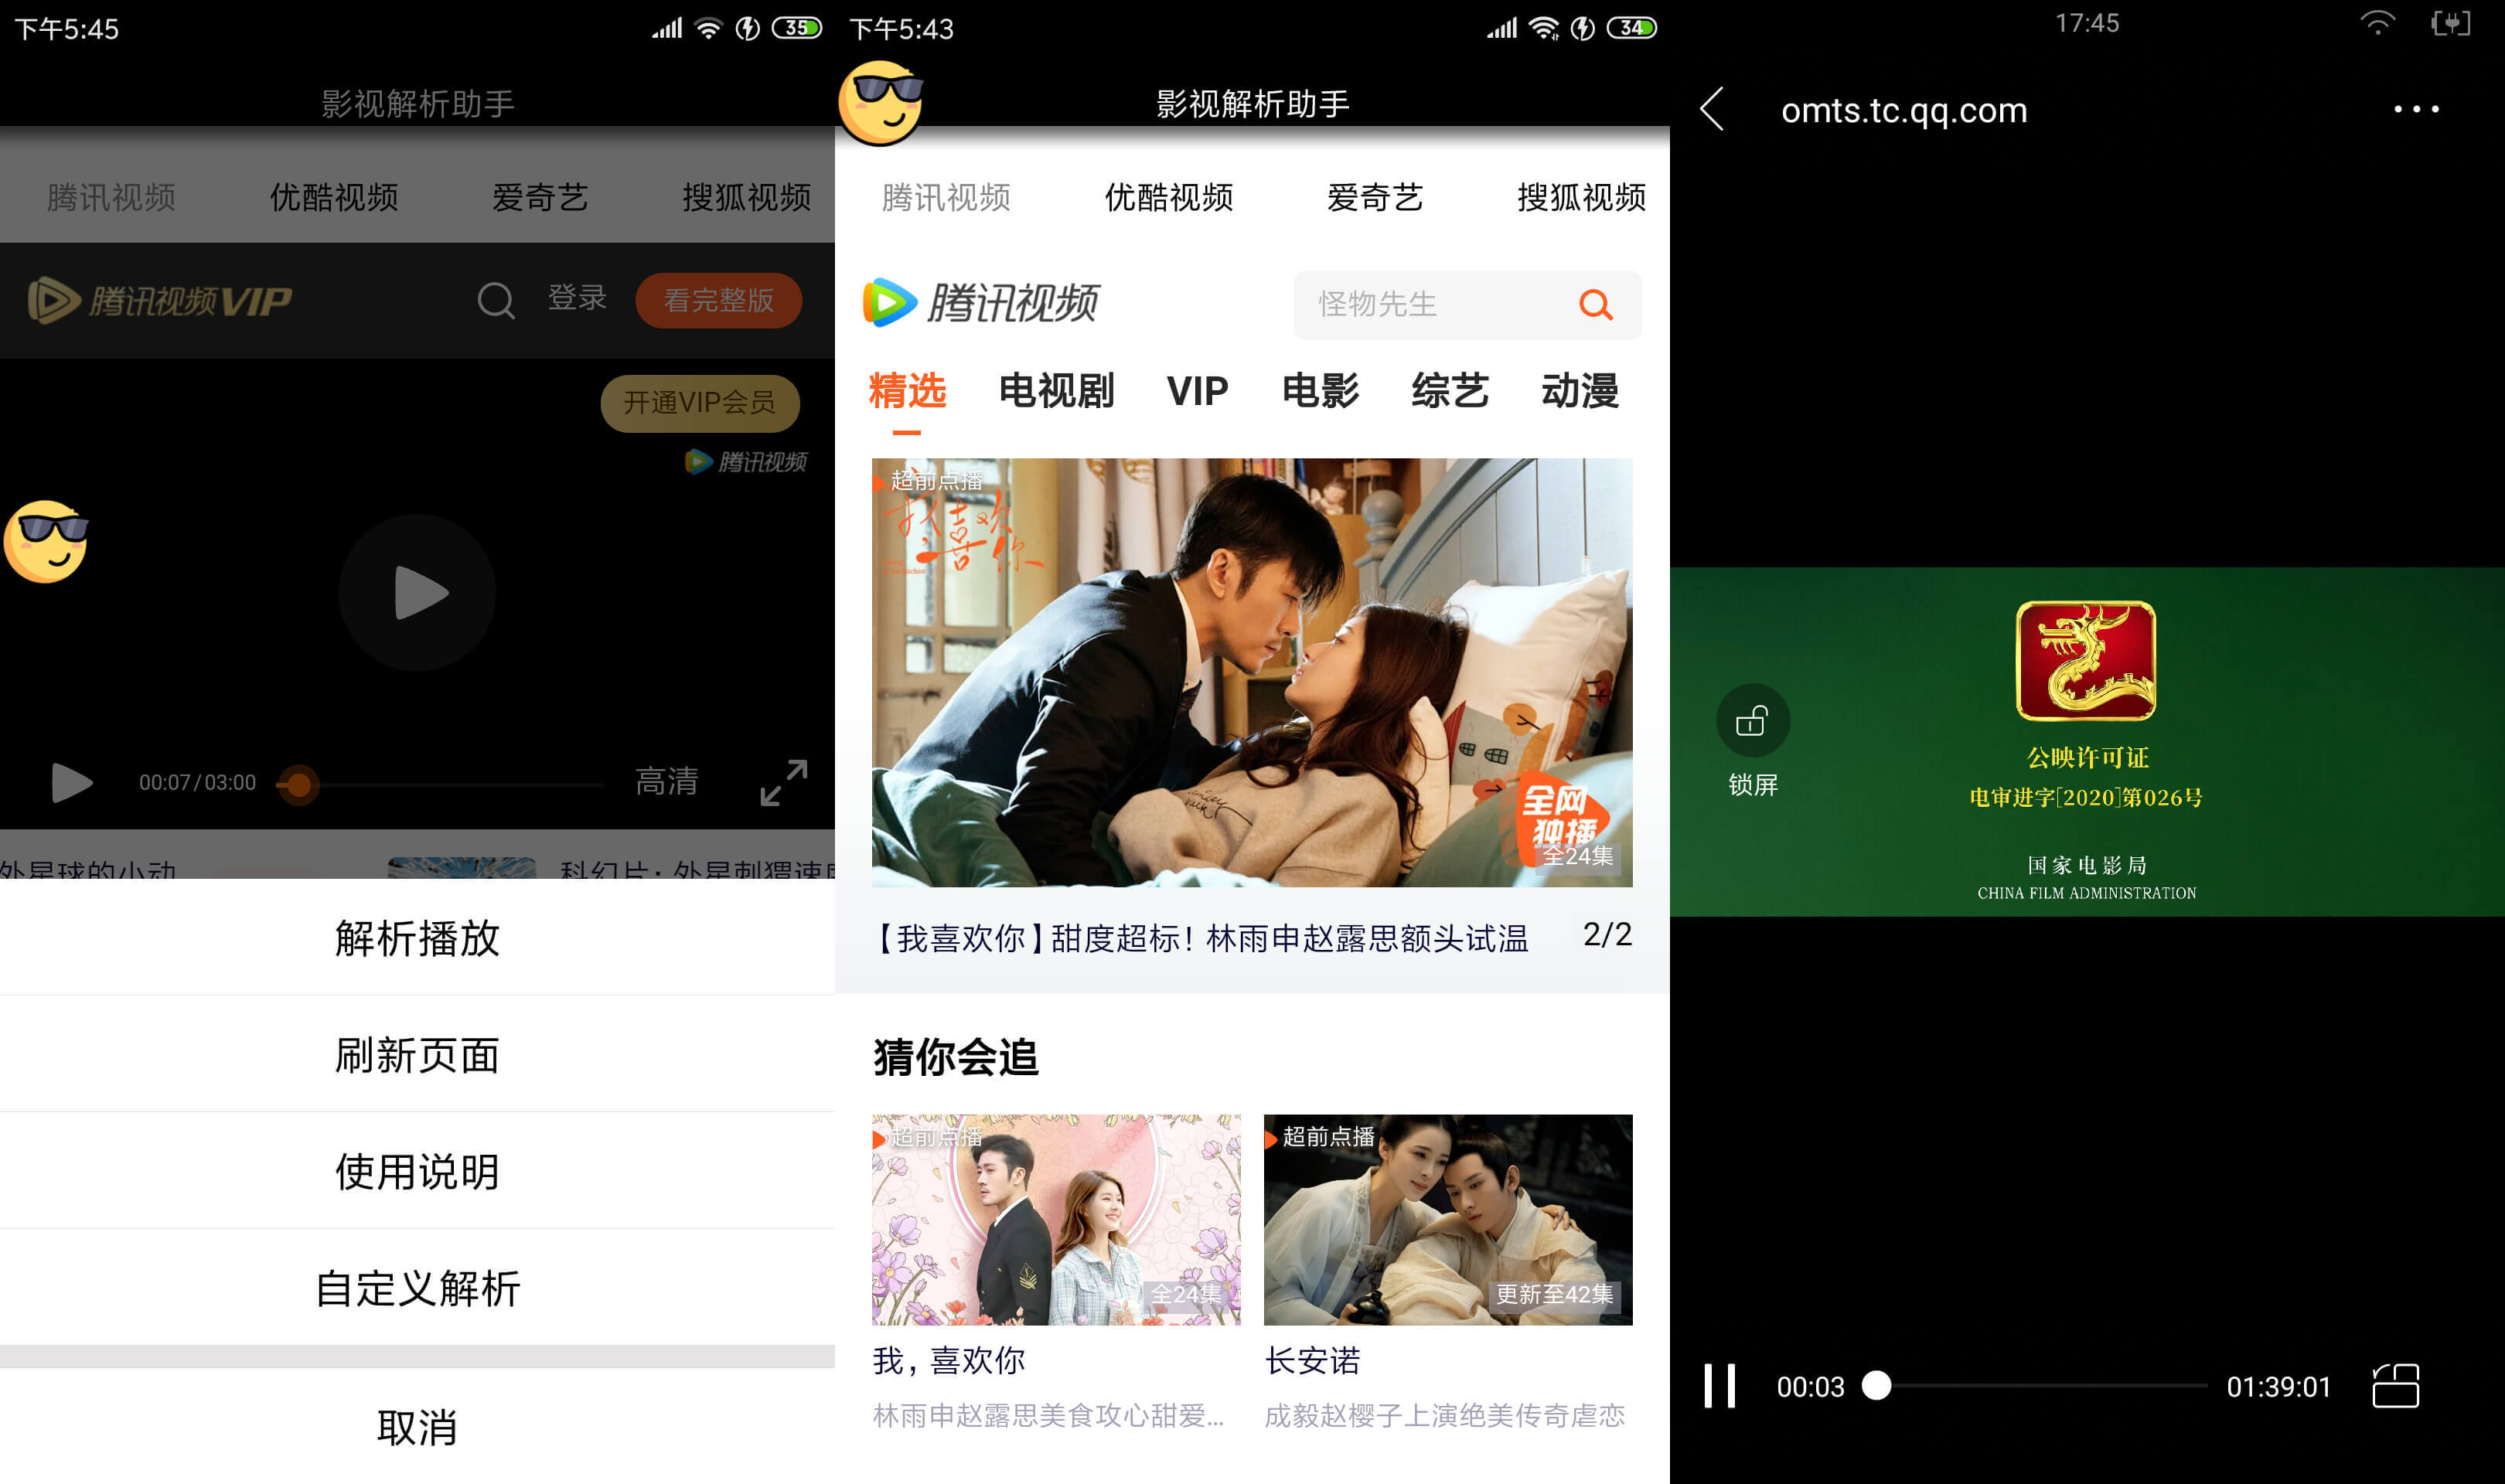 下午5:45
35
影视解析助手
腾讯视频 优酷视频 爱奇艺 搜狐视频
腾讯视频VIP 登录 看完整版
开通VIP会员
腾讯视频
00:07/03:00 高清
外星球的小动 科幻片：外星刺猬速度
解析播放
刷新页面
使用说明
自定义解析
取消
下午5:43
34
影视解析助手
腾讯视频 优酷视频 爱奇艺 搜狐视频
腾讯视频 怪物先生
精选 电视剧 VIP 电影 综艺 动漫
超前点播
我,喜欢你
全网
独播
全24集
【我喜欢你】甜度超标！林雨申赵露思额头试温 2/2
猜你会追
超前点播
全24集
超前点播
更新至42集
我，喜欢你
林雨申赵露思美食攻心甜爱...
长安诺
成毅赵樱子上演绝美传奇虐恋
17:45
omts.tc.qq.com
公映许可证
电审进字[2020]第026号
国家电影局
CHINA FILM ADMINISTRATION
锁屏
00:03 01:39:01